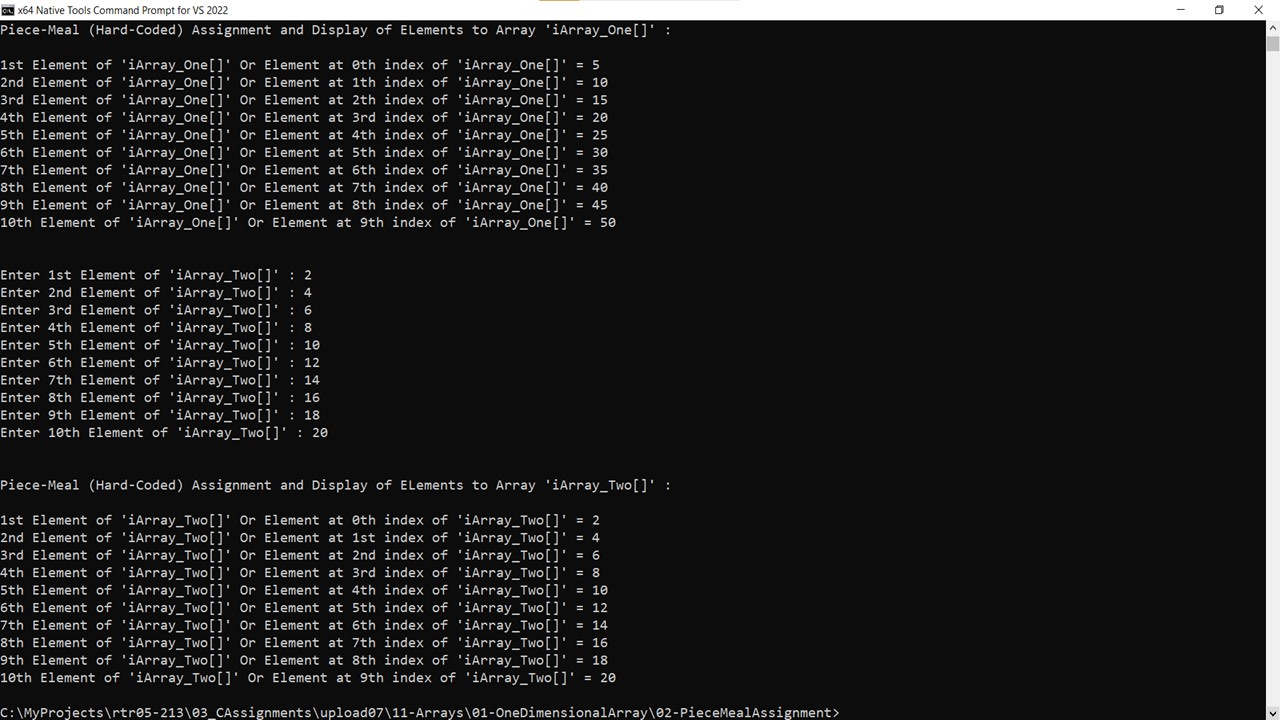 x64 Native Tools Command Prompt for VS 2022
Piece-Meal (Hard-Coded) Assignment and Display of ELements to Array 'iArray_One[]' :
1st Element of 'iArray_One[]' Or Element at 0th index of 'iArray_One[]' = 5
2nd Element of 'iArray_One[]' Or Element at 1th index of 'iArray_One[]' = 10
3rd Element of 'iArray_One[]' Or Element at 2th index of 'iArray_One[]' = 15
4th Element of 'iArray_One[]' Or Element at 3rd index of 'iArray_One[]' = 20
5th Element of 'iArray_One[]' Or Element at 4th index of 'iArray_One[]' = 25
6th Element of 'iArray_One[]' Or Element at 5th index of 'iArray_One[]' = 30
7th Element of 'iArray_One[]' Or Element at 6th index of 'iArray_One[]' = 35
8th Element of 'iArray_One[]' Or Element at 7th index of 'iArray_One[]' = 40
9th Element of 'iArray_One[]' Or Element at 8th index of 'iArray_One[]' = 45
10th Element of 'iArray_One[]' Or Element at 9th index of 'iArray_One[]' = 50
Enter 1st Element of 'iArray_Two[]' : 2
Enter 2nd Element of 'iArray_Two[]' : 4
Enter 3rd Element of 'iArray_Two[]' : 6
Enter 4th Element of 'iArray_Two[]' : 8
Enter 5th Element of 'iArray_Two[]' : 10
Enter 6th Element of 'iArray_Two[]' : 12
Enter 7th Element of 'iArray_Two[]' : 14
Enter 8th Element of 'iArray_Two[]' : 16
Enter 9th Element of 'iArray_Two[]' : 18
Enter 10th Element of 'iArray_Two[]' : 20
Piece-Meal (Hard-Coded) Assignment and Display of ELements to Array 'iArray_Two[]' :
1st Element of 'iArray_Two[]' Or Element at 0th index of 'iArray_Two[]' = 2
2nd Element of 'iArray_Two[]' Or Element at 1st index of 'iArray_Two[]' = 4
3rd Element of 'iArray_Two[]' Or Element at 2nd index of 'iArray_Two[]' = 6
4th Element of 'iArray_Two[]' Or Element at 3rd index of 'iArray_Two[]' = 8
5th Element of 'iArray_Two[]' Or Element at 4th index of 'iArray_Two[]' = 10
6th Element of 'iArray_Two[]' Or Element at 5th index of 'iArray_Two[]' = 12
7th Element of 'iArray_Two[]' Or Element at 6th index of 'iArray_Two[]' = 14
8th Element of 'iArray_Two[]' Or Element at 7th index of 'iArray_Two[]' = 16
9th Element of 'iArray_Two[]' Or Element at 8th index of 'iArray_Two[]' = 18
10th Element of 'iArray_Two[]' Or Element at 9th index of 'iArray_Two[]' = 20
C:\MyProjects\rtr05-213\03_CAssignments\upload07\11-Arrays\01-OneDimensionalArray\02-PieceMealAssignment>